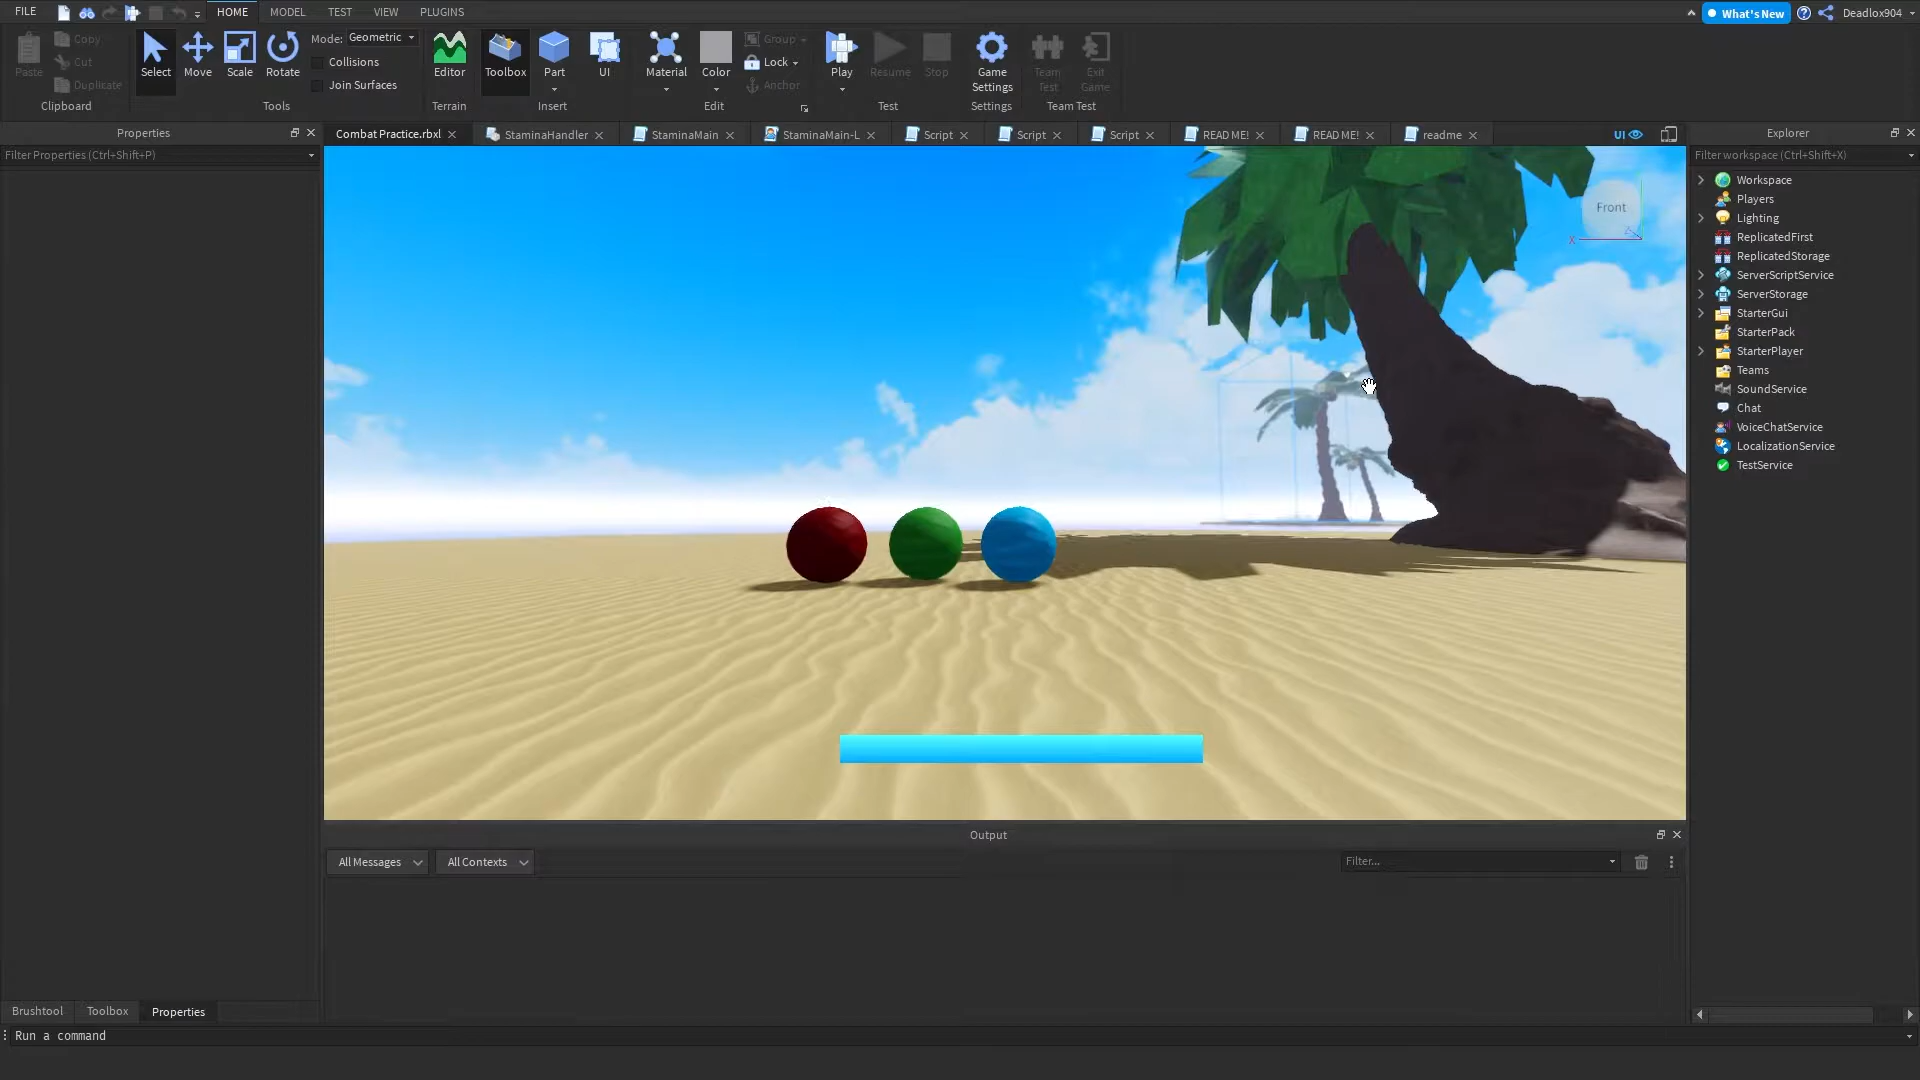 FILE HOME MODEL TEST VIEW PLUGINS What's New Deadlox904
Copy
Cut
Duplicate
Paste
Clipboard
Select Move Scale Rotate
Mode: Geometric
Collisions
Join Surfaces
Tools
Editor
Terrain
Toolbox Part UI
Insert
Material Color
Group
Lock
Anchor
Edit
Play Resume Stop
Test
Game
Settings
Settings
Team
Test
Exit
Game
Team Test
Properties
Filter Properties (Ctrl+Shift+P)
Combat Practice.rbxl StaminaHandler StaminaMain StaminaMain-L Script Script Script READ ME! READ ME! readme UI
Front
X
Z
Explorer
Filter workspace (Ctrl+Shift+X)
Workspace
Players
Lighting
ReplicatedFirst
ReplicatedStorage
ServerScriptService
ServerStorage
StarterGui
StarterPack
StarterPlayer
Teams
SoundService
Chat
VoiceChatService
LocalizationService
TestService
Output
All Messages All Contexts Filter...
Brushtool Toolbox Properties
Run a command